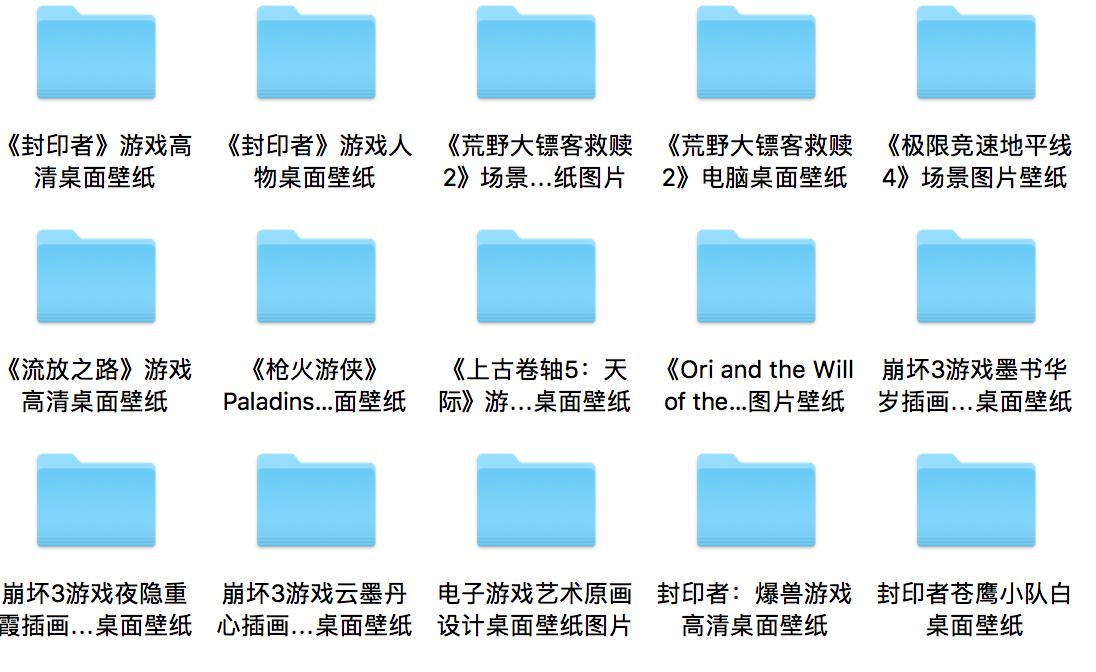 《封印者》游戏高
清桌面壁纸
《封印者》游戏人
物桌面壁纸
《荒野大镖客救赎
2》场景...纸图片
《荒野大镖客救赎
2》电脑桌面壁纸
《极限竞速地平线
4》场景图片壁纸
《流放之路》游戏
高清桌面壁纸
《枪火游侠》
Paladins...面壁纸
《上古卷轴5：天
际》游...桌面壁纸
《Ori and the Will
of the...图片壁纸
崩坏3游戏墨书华
岁插画...桌面壁纸
崩坏3游戏夜隐重
霞插画...桌面壁纸
崩坏3游戏云墨丹
心插画...桌面壁纸
电子游戏艺术原画
设计桌面壁纸图片
封印者：爆兽游戏
高清桌面壁纸
封印者苍鹰小队白
桌面壁纸